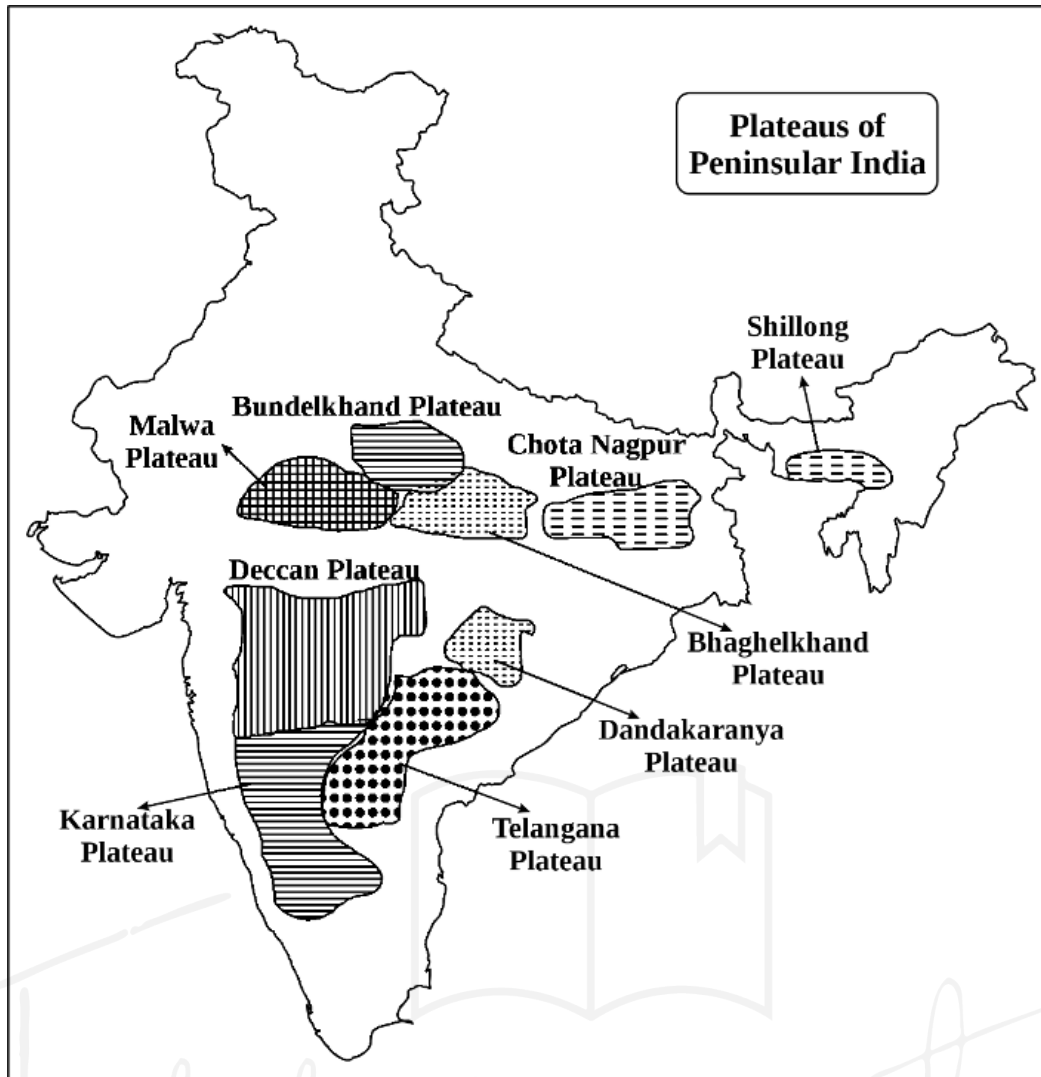 Plateaus of
Peninsular India
Shillong
Plateau
Bundelkhand Plateau
Malwa
Plateau
Chota Nagpur
Plateau
Deccan Plateau
Bhaghelkhand
Plateau
Dandakaranya
Plateau
Karnataka
Plateau
Telangana
Plateau